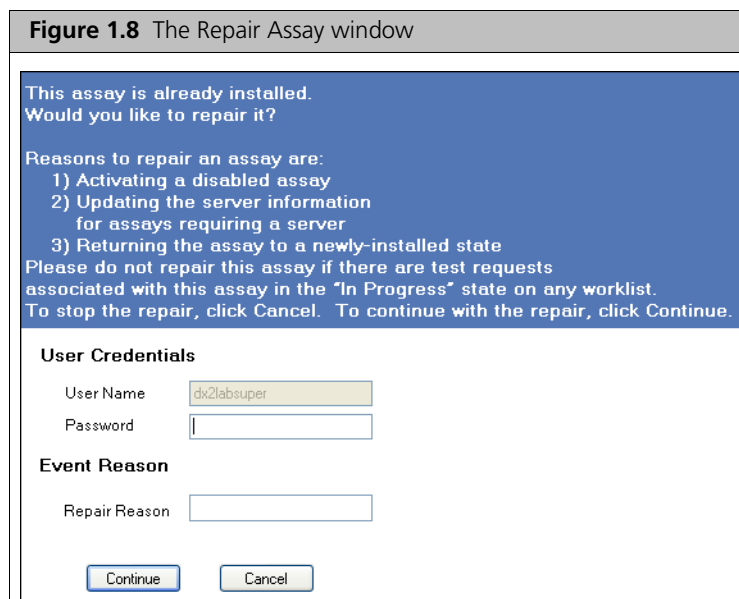 Figure 1.8 The Repair Assay window
This assay is already installed.
Would you like to repair it?
Reasons to repair an assay are:
1) Activating a disabled assay
2) Updating the server information
for assays requiring a server
3) Returning the assay to a newly-installed state
Please do not repair this assay if there are test requests
associated with this assay in the "In Progress" state on any worklist.
To stop the repair, click Cancel. To continue with the repair, click Continue.
User Credentials
User Name dx2labsuper
Password
Event Reason
Repair Reason
Continue Cancel